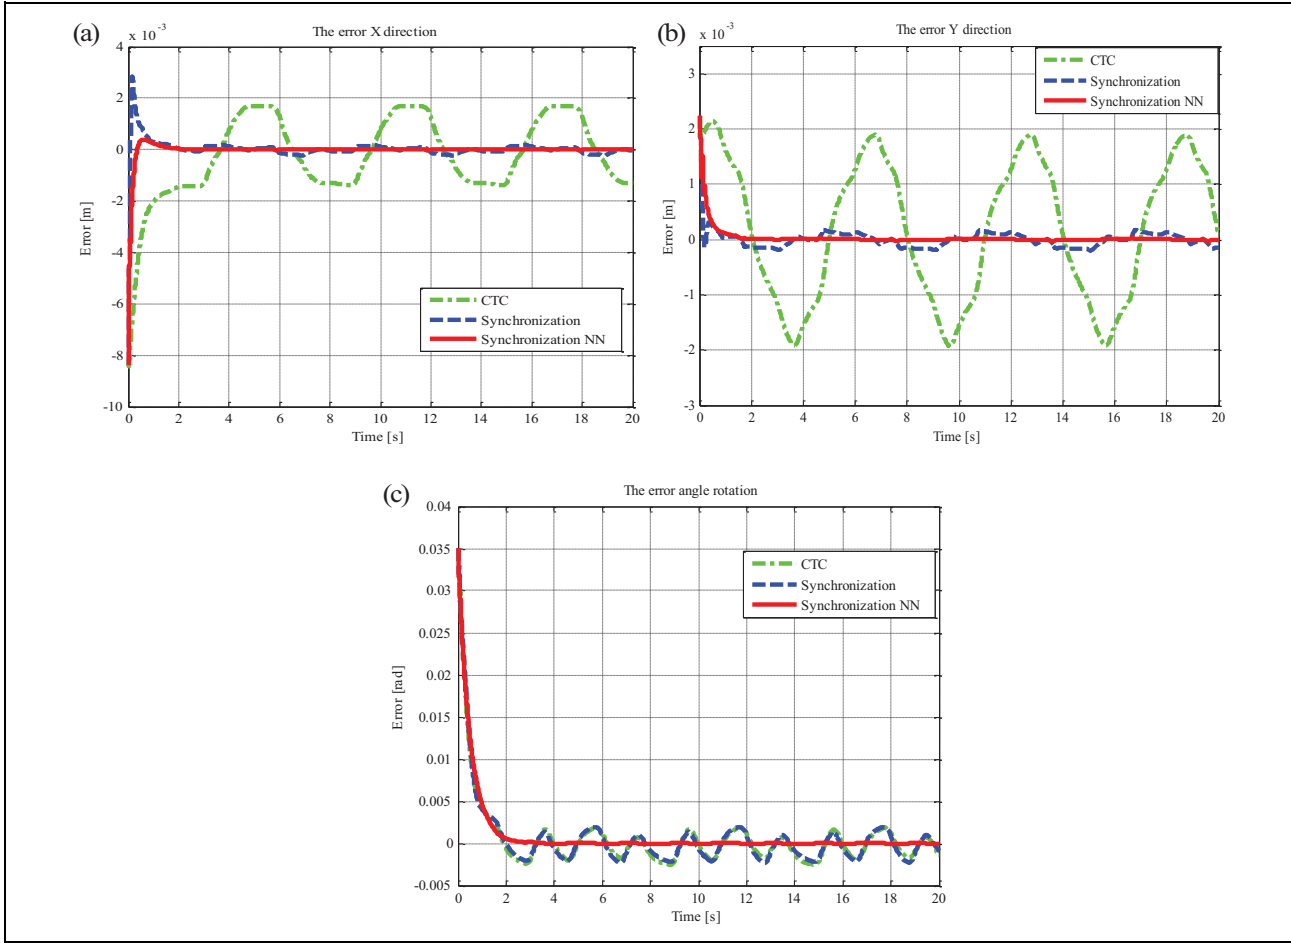 (a)
x 10 -3
The error X direction
4
2
0
-2
-4
-6
-8
-10
Error [m]
0 2 4 6 8 10 12 14 16 18 20
Time [s]
CTC
Synchronization
Synchronization NN
(b)
x 10 -3
The error Y direction
3
2
1
0
-1
-2
-3
Error [m]
0 2 4 6 8 10 12 14 16 18 20
Time [s]
CTC
Synchronization
Synchronization NN
(c)
The error angle rotation
0.04
0.035
0.03
0.025
0.02
0.015
0.01
0.005
0
-0.005
Error [rad]
0 2 4 6 8 10 12 14 16 18 20
Time [s]
CTC
Synchronization
Synchronization NN